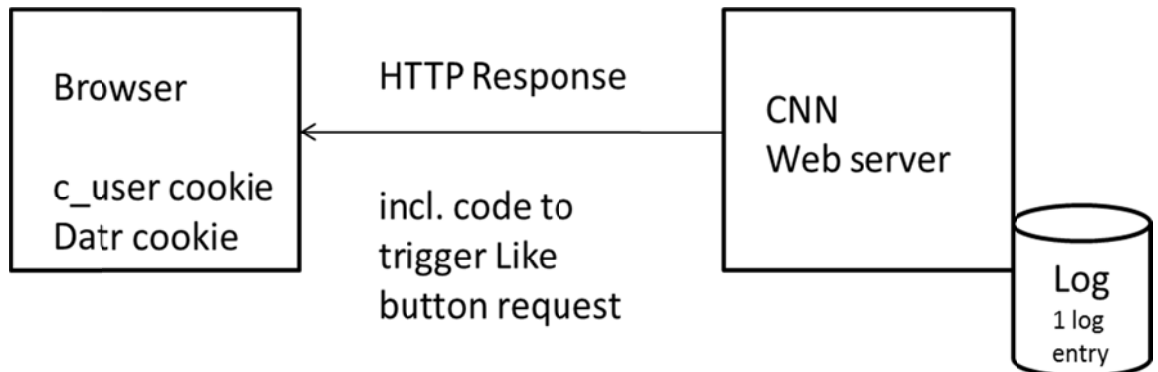 Browser
c_user cookie
Datr cookie
HTTP Response
incl. code to
trigger Like
button request
CNN
Web server
Log
1 log
entry